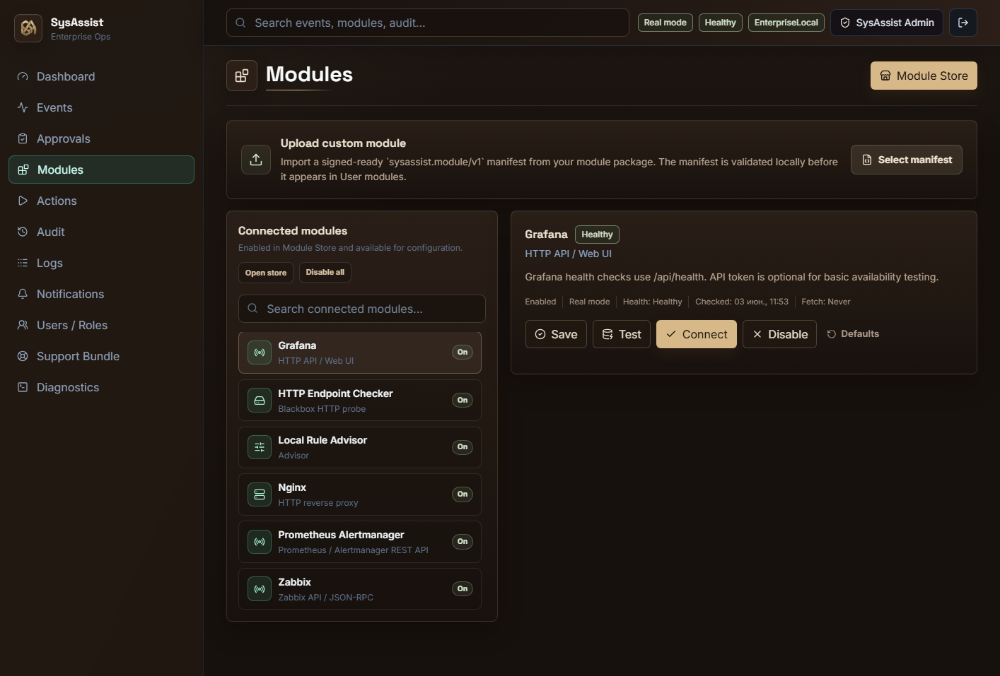 SysAssist
Enterprise Ops
Search events, modules, audit...
Real mode
Healthy
EnterpriseLocal
SysAssist Admin
Dashboard
Events
Approvals
Modules
Actions
Audit
Logs
Notifications
Users / Roles
Support Bundle
Diagnostics
Modules
Module Store
Upload custom module
Import a signed-ready `sysassist.module/v1` manifest from your module package. The manifest is validated locally before
it appears in User modules.
Select manifest
Connected modules
Enabled in Module Store and available for configuration.
Open store
Disable all
Search connected modules...
Grafana
HTTP API / Web UI
On
HTTP Endpoint Checker
Blackbox HTTP probe
On
Local Rule Advisor
Advisor
On
Nginx
HTTP reverse proxy
On
Prometheus Alertmanager
Prometheus / Alertmanager REST API
On
Zabbix
Zabbix API / JSON-RPC
On
Grafana
Healthy
HTTP API / Web UI
Grafana health checks use /api/health. API token is optional for basic availability testing.
Enabled
Real mode
Health: Healthy
Checked: 03 июн., 11:53
Fetch: Never
Save
Test
Connect
Disable
Defaults